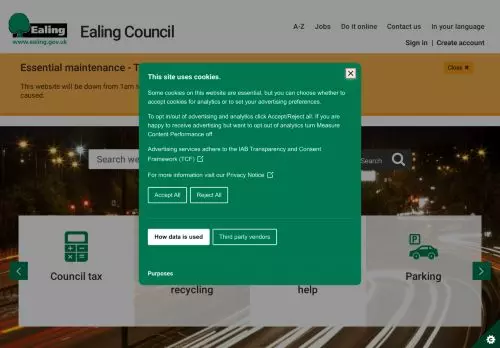 Ealing
www.ealing.gov.uk
Ealing Council
A-Z Jobs Do it online Contact us In your language
Sign in | Create account
Essential maintenance - T
Close ✖
This website will be down from 1am t
caused.
This site uses cookies.
Some cookies on this website are essential, but you can choose whether to
accept cookies for analytics or to set your advertising preferences.
To opt in/out of advertising and analytics click Accept/Reject all. If you are
happy to receive advertising but want to opt out of analytics turn Measure
Content Performance off
Advertising services adhere to the IAB Transparency and Consent
Framework (TCF)
For more information visit our Privacy Notice
Accept All Reject All
How data is used Third party vendors
Purposes
Search we
Search
Council tax
recycling
help
P
Parking